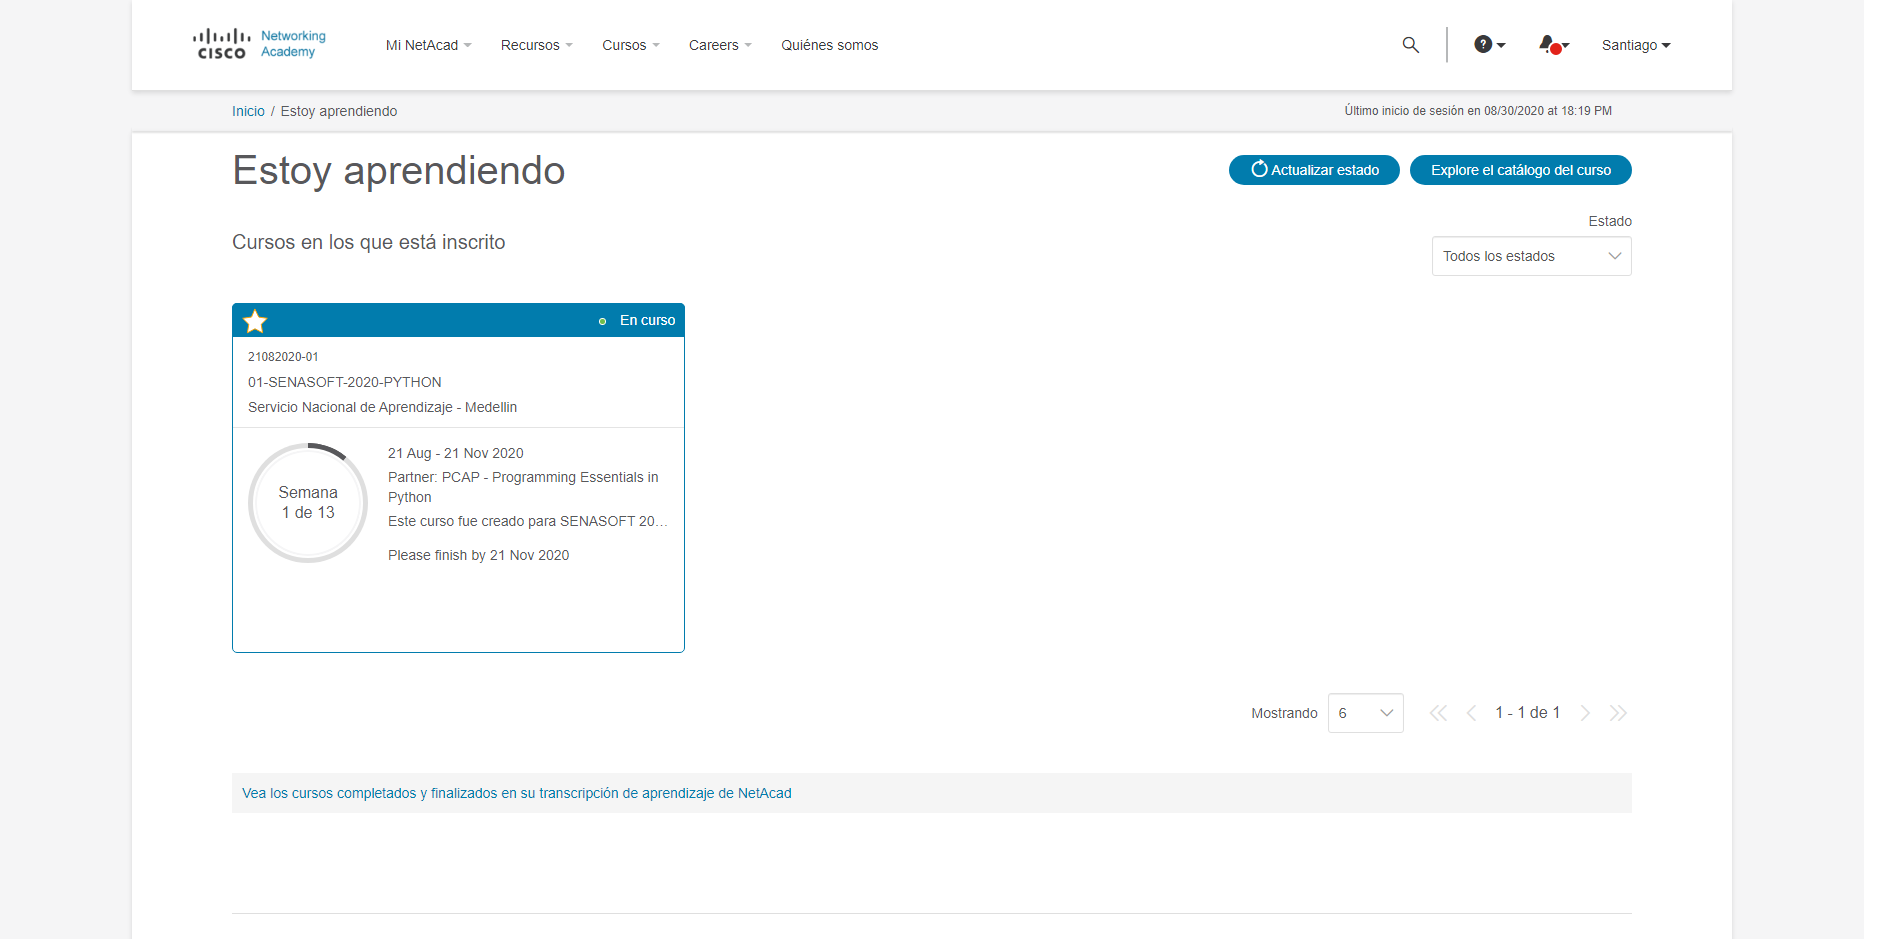 CISCO
Networking
Academy
Mi NetAcad
Recursos
Cursos
Careers
Quiénes somos
?
Santiago
Inicio / Estoy aprendiendo
Último inicio de sesión en 08/30/2020 at 18:19 PM
Estoy aprendiendo
Actualizar estado
Explore el catálogo del curso
Estado
Cursos en los que está inscrito
Todos los estados
En curso
21082020-01
01-SENASOFT-2020-PYTHON
Servicio Nacional de Aprendizaje - Medellin
Semana
1 de 13
21 Aug - 21 Nov 2020
Partner: PCAP - Programming Essentials in
Python
Este curso fue creado para SENASOFT 20...
Please finish by 21 Nov 2020
Mostrando
6
1 - 1 de 1
Vea los cursos completados y finalizados en su transcripción de aprendizaje de NetAcad